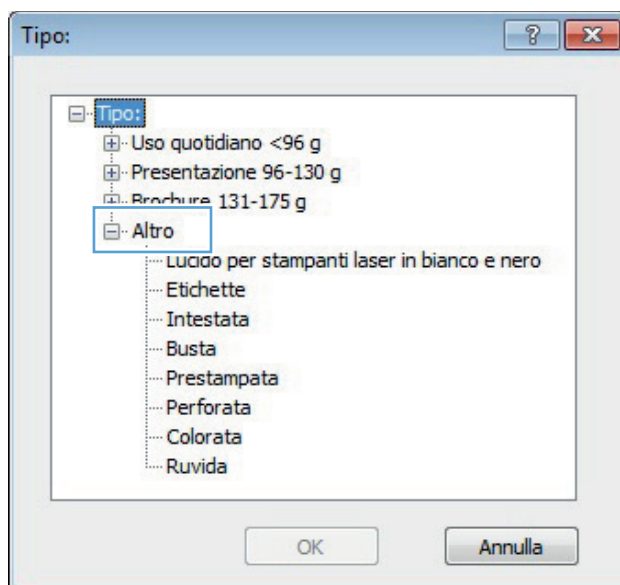 Tipo:
Tipo:
Uso quotidiano <96 g
Presentazione 96-130 g
Brochure 131-175 g
Altro
Lucido per stampanti laser in bianco e nero
Etichette
Intestata
Busta
Prestampata
Perforata
Colorata
Ruvida
OK
Annulla